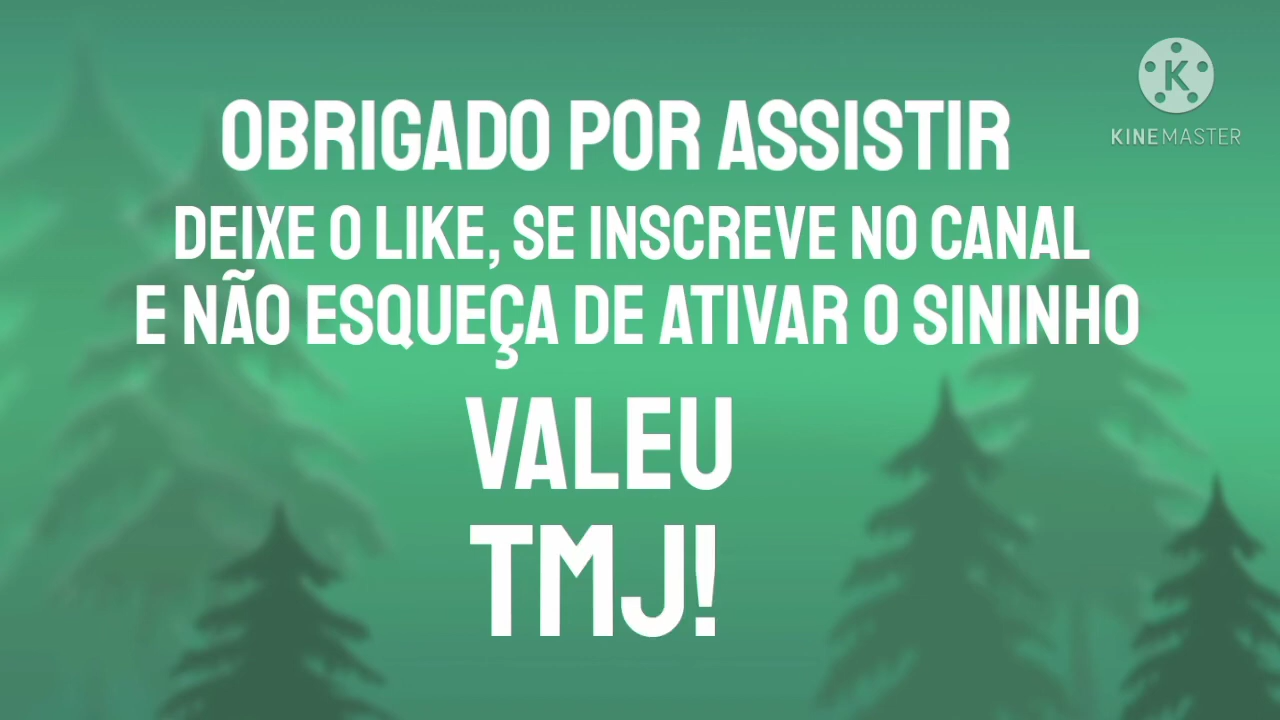 OBRIGADO POR ASSISTIR
DEIXE O LIKE, SE INSCREVE NO CANAL
E NÃO ESQUEÇA DE ATIVAR O SININHO
VALEU
TMJ!
K
KINEMASTER